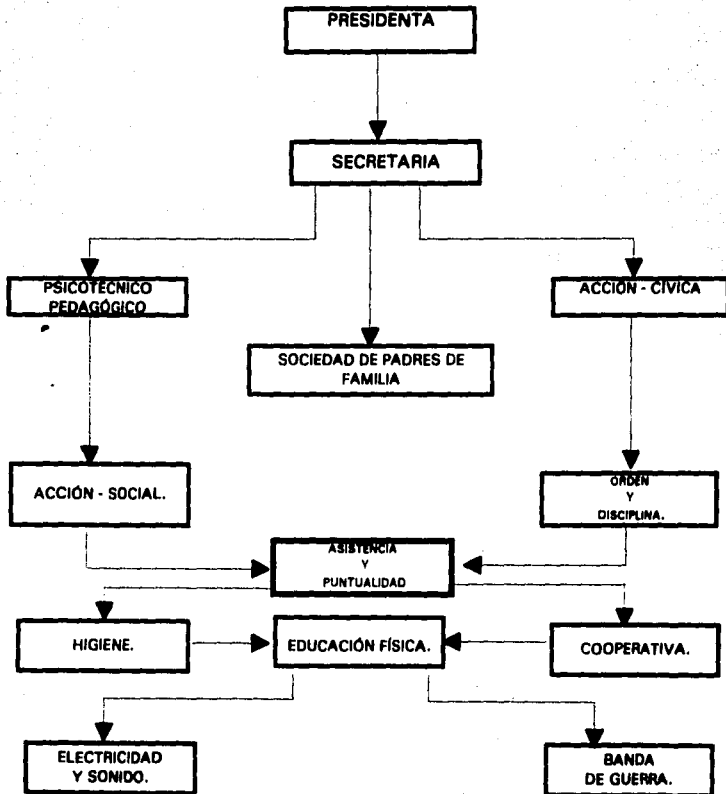 PRESIDENTA
SECRETARIA
PSICOTÉCNICO
PEDAGÓGICO
ACCIÓN - CÍVICA
SOCIEDAD DE PADRES DE
FAMILIA
ACCIÓN - SOCIAL.
ORDEN
Y
DISCIPLINA.
ASISTENCIA
Y
PUNTUALIDAD
HIGIENE.
EDUCACIÓN FÍSICA.
COOPERATIVA.
ELECTRICIDAD
Y SONIDO.
BANDA
DE GUERRA.